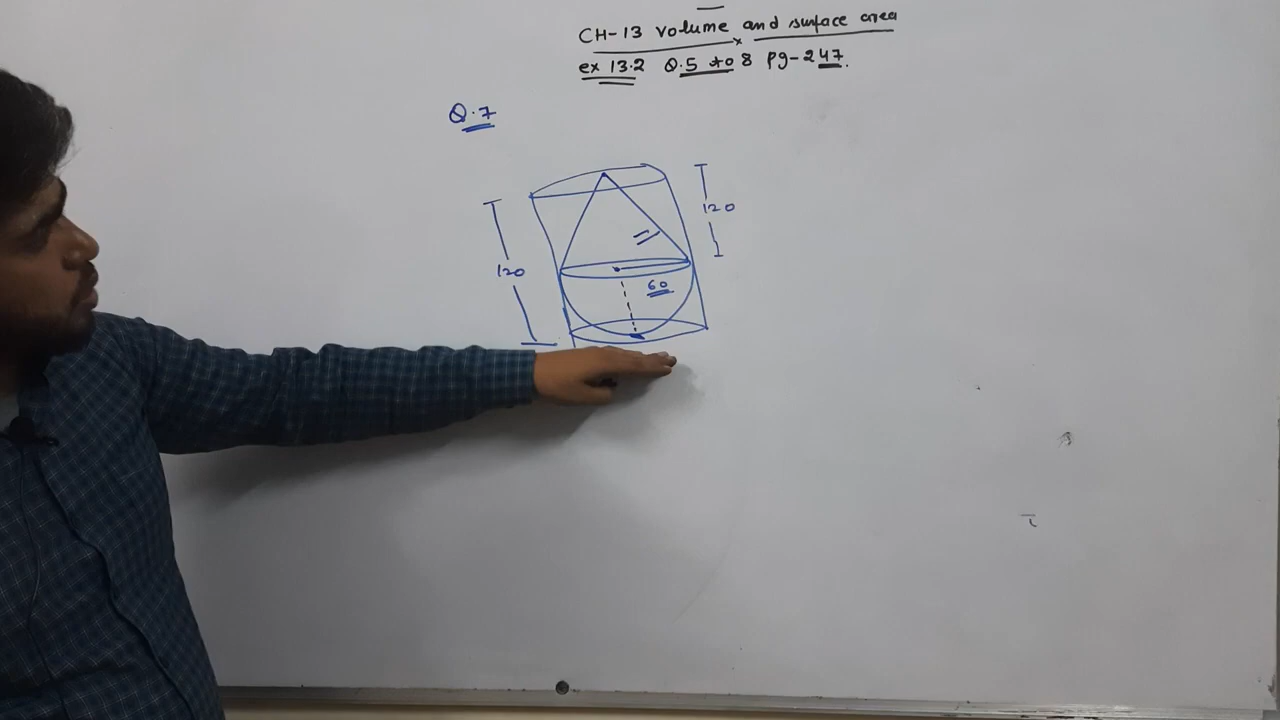 CH-13 Volume and surface area
ex 13.2 Q.5 to 8 Pg-247.
Q.7
120
120
60